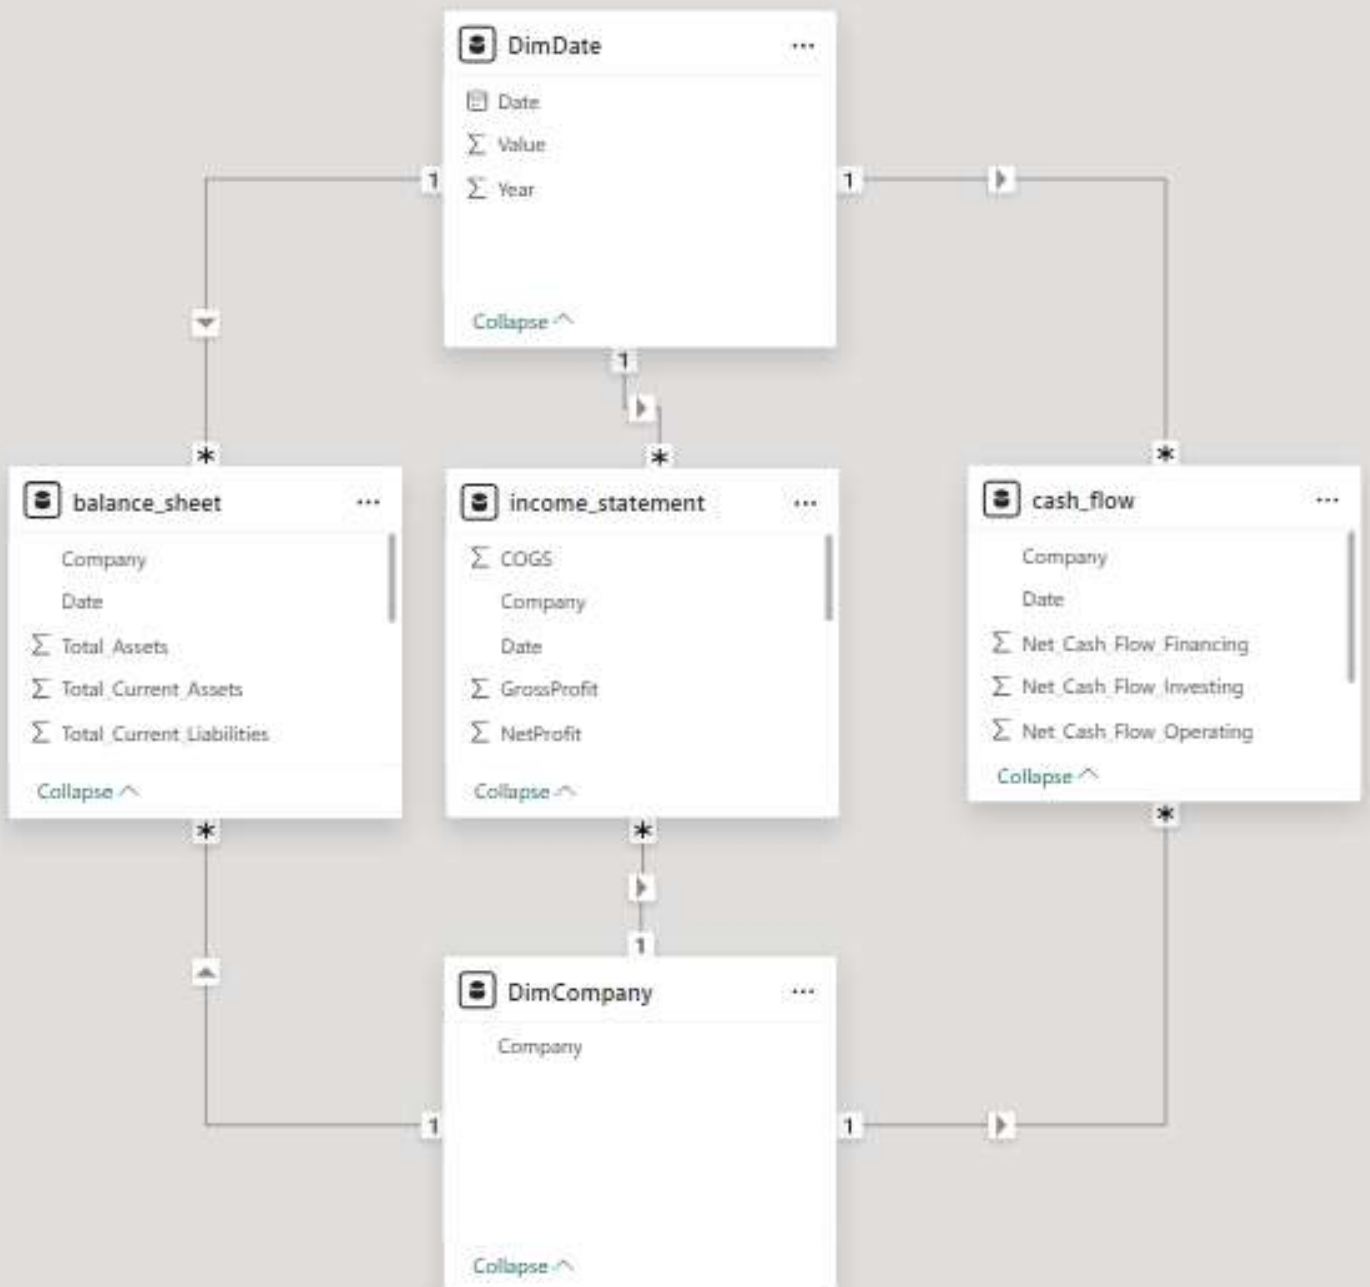 DimDate
...
Date
Σ Value
Σ Year
Collapse
1
1
1
*
*
*
balance_sheet
...
Company
Date
Σ Total_Assets
Σ Total_Current_Assets
Σ Total_Current_Liabilities
Collapse
income_statement
...
Σ COGS
Company
Date
Σ GrossProfit
Σ NetProfit
Collapse
cash_flow
...
Company
Date
Σ Net_Cash_Flow_Financing
Σ Net_Cash_Flow_Investing
Σ Net_Cash_Flow_Operating
Collapse
*
*
*
1
1
1
DimCompany
...
Company
Collapse